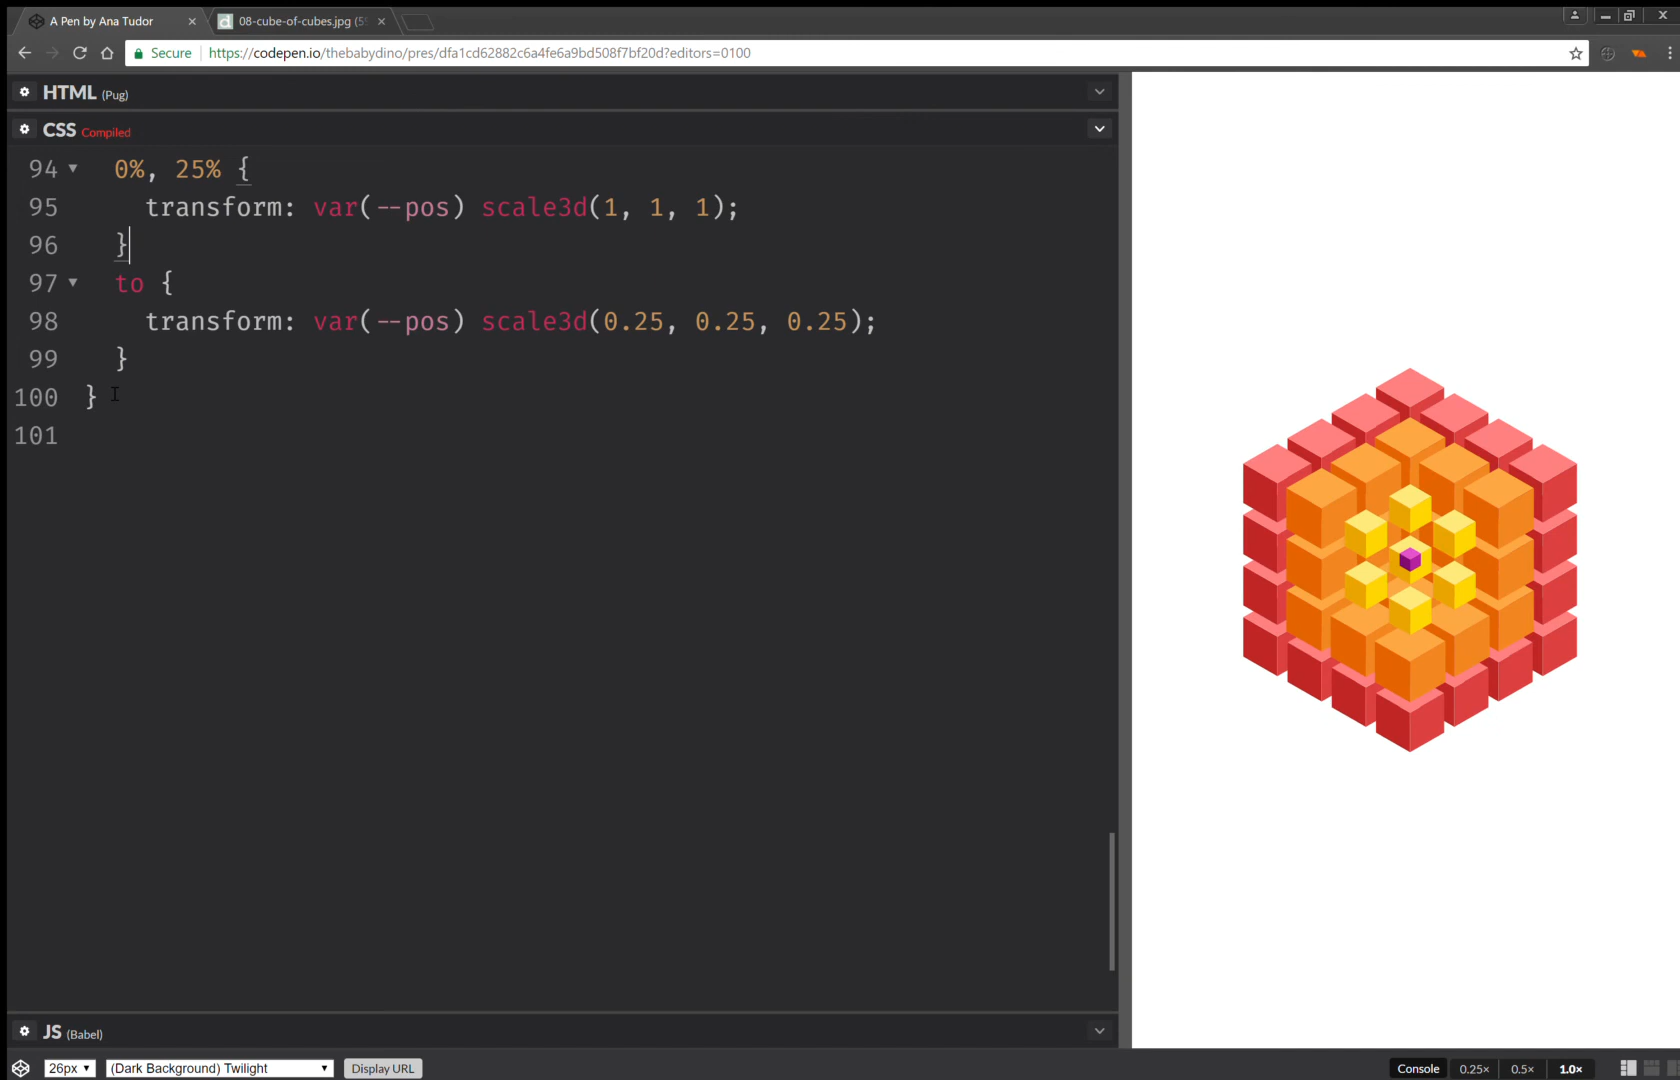 A Pen by Ana Tudor
08-cube-of-cubes.jpg (5
Secure
https://codepen.io/thebabydino/pres/dfa1cd62882c6a4fe6a9bd508f7bf20d?editors=0100
HTML (Pug)
CSS Compiled
94 0%, 25% {
95 transform: var(--pos) scale3d(1, 1, 1);
96 }
97 to {
98 transform: var(--pos) scale3d(0.25, 0.25, 0.25);
99 }
100 }
101
JS (Babel)
26px (Dark Background) Twilight Display URL Console 0.25× 0.5× 1.0×